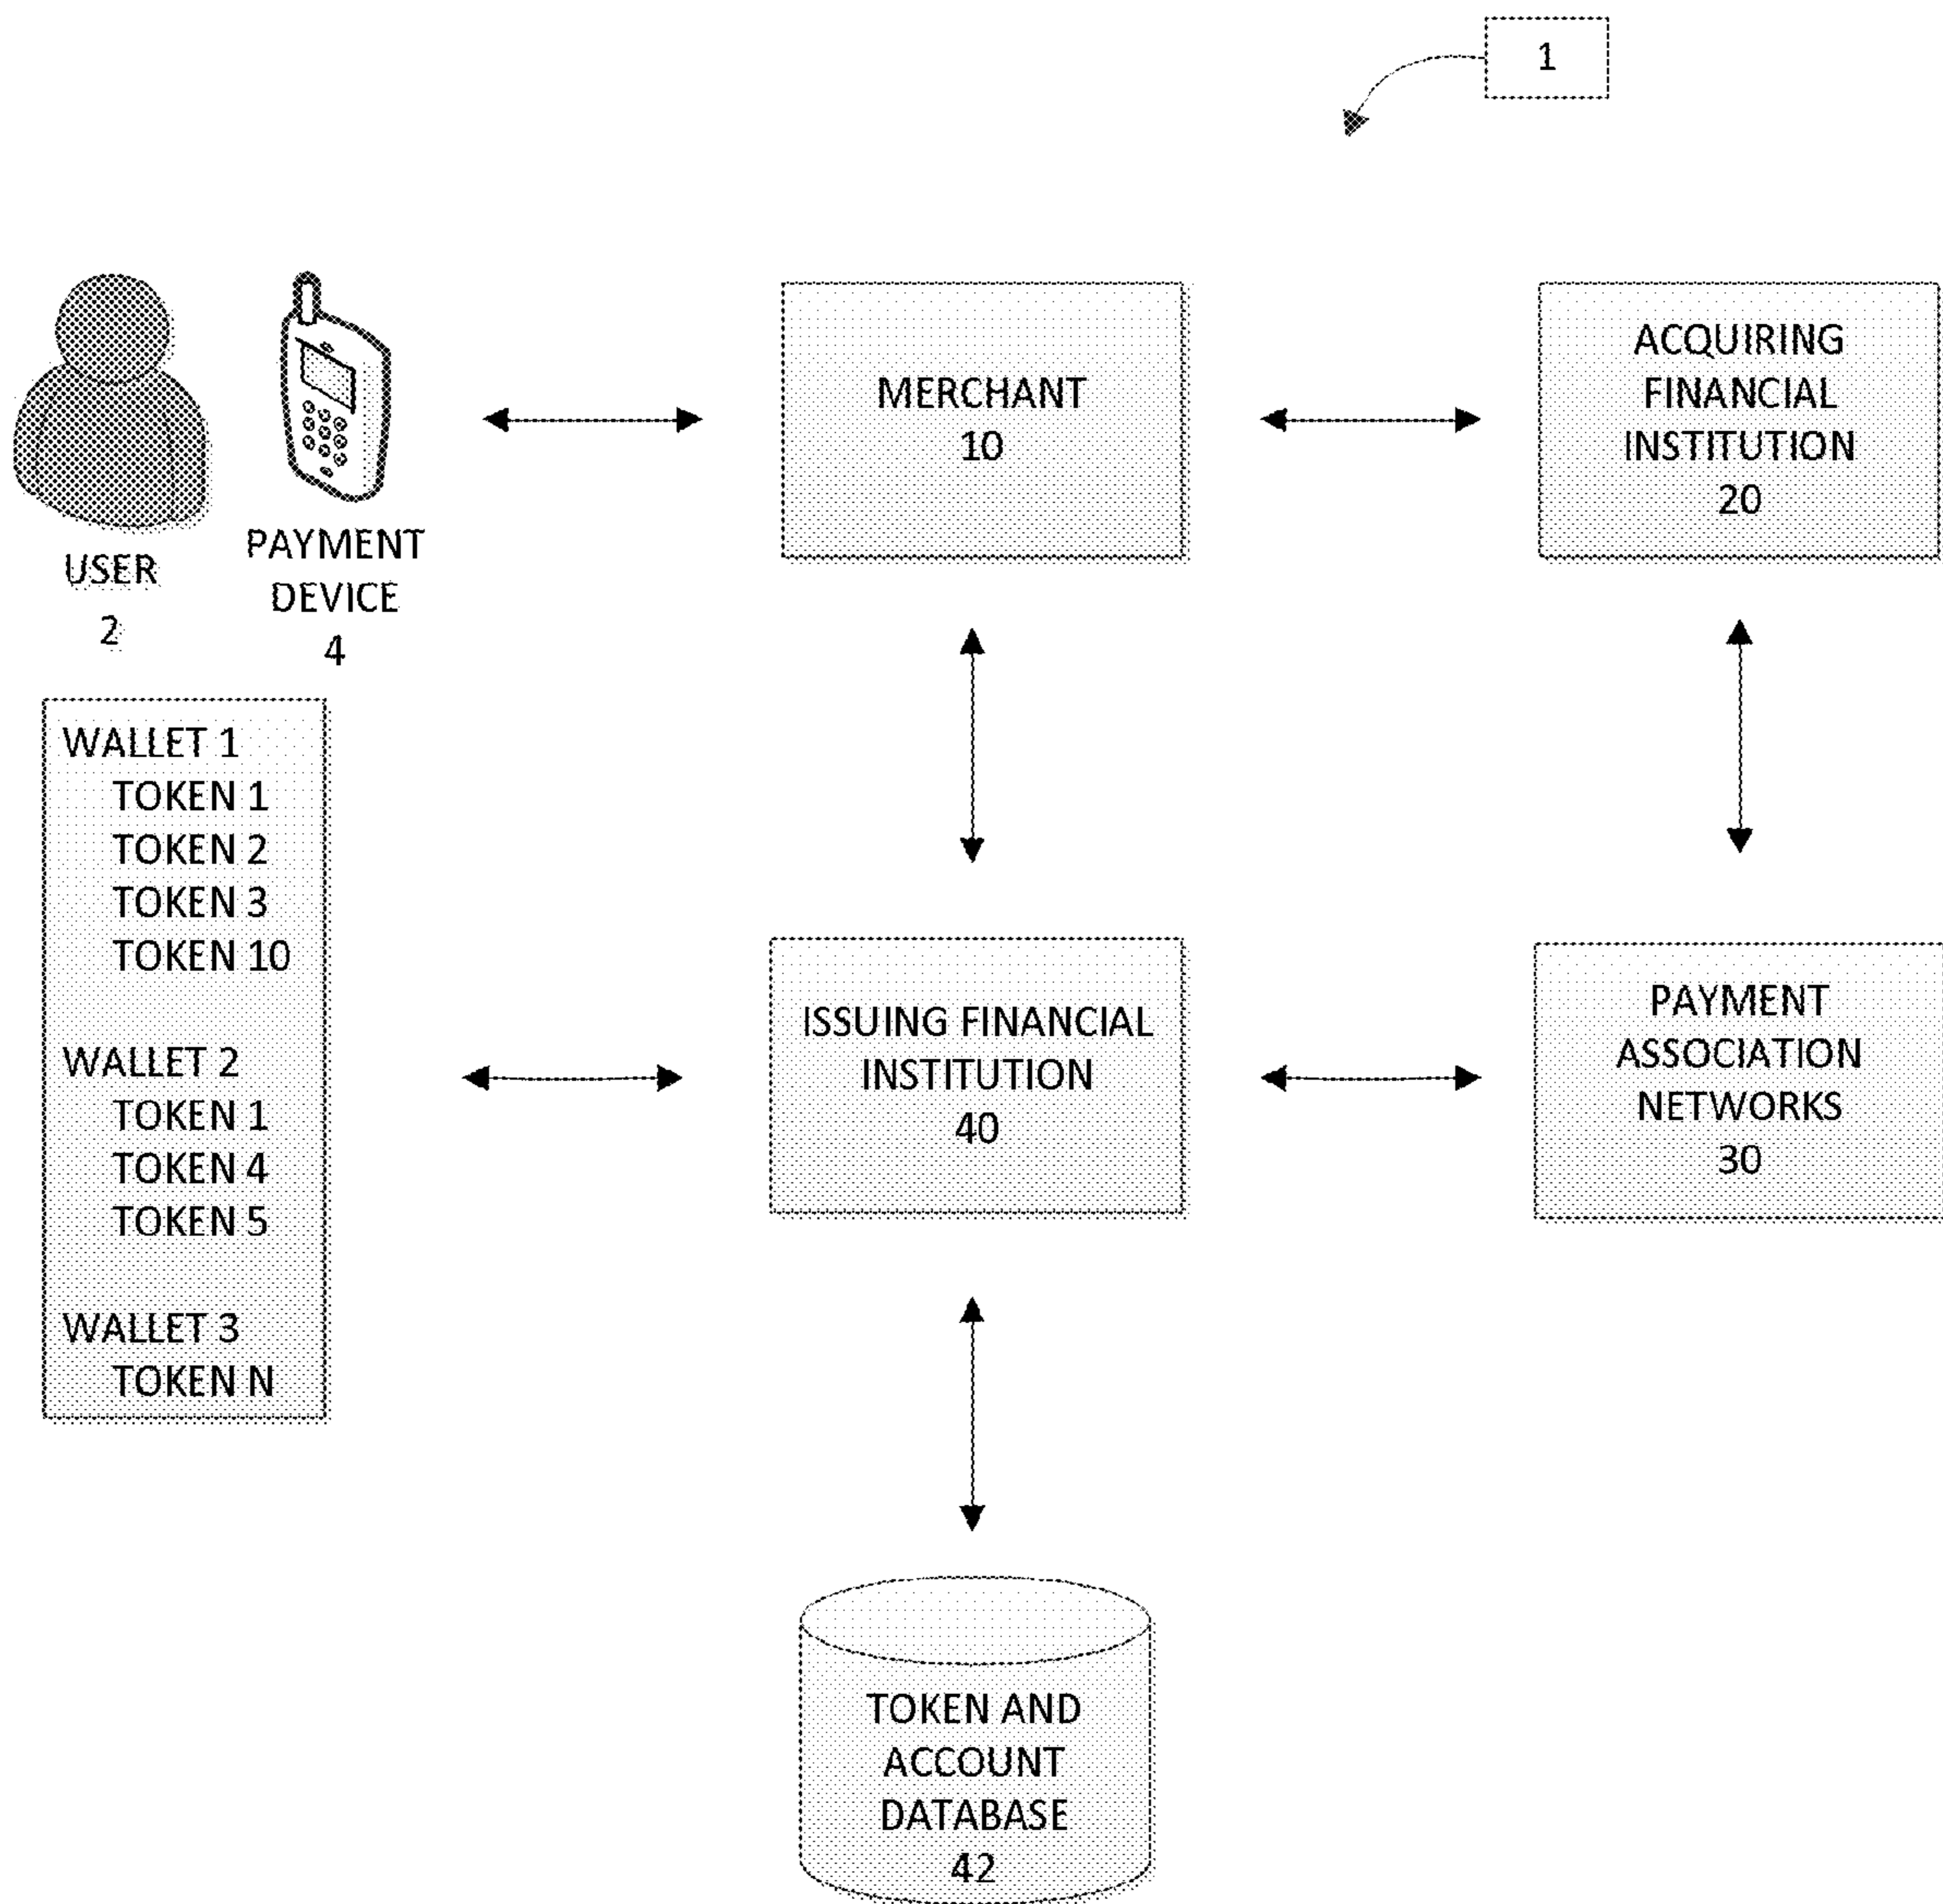 1
USER
2
PAYMENT
DEVICE
4
MERCHANT
10
ACQUIRING
FINANCIAL
INSTITUTION
20
WALLET 1
TOKEN 1
TOKEN 2
TOKEN 3
TOKEN 10
WALLET 2
TOKEN 1
TOKEN 4
TOKEN 5
WALLET 3
TOKEN N
ISSUING FINANCIAL
INSTITUTION
40
PAYMENT
ASSOCIATION
NETWORKS
30
TOKEN AND
ACCOUNT
DATABASE
42